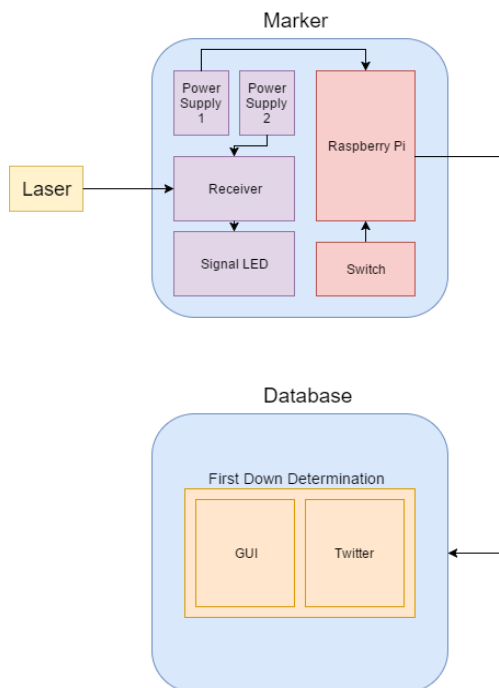 Marker
Power
Supply
1
Power
Supply
2
Raspberry Pi
Laser
Receiver
Signal LED
Switch
Database
First Down Determination
GUI
Twitter